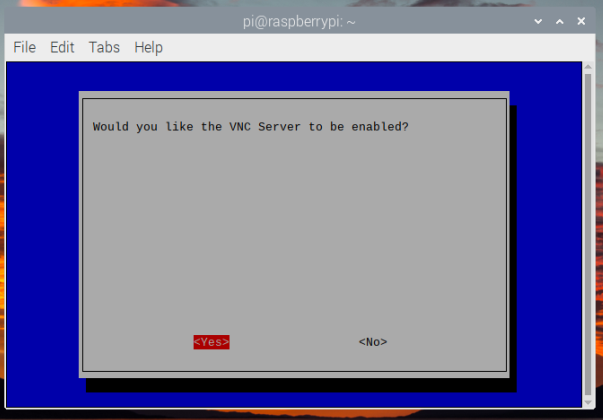 pi@raspberrypi: ~
File Edit Tabs Help
Would you like the VNC Server to be enabled?
<Yes> <No>